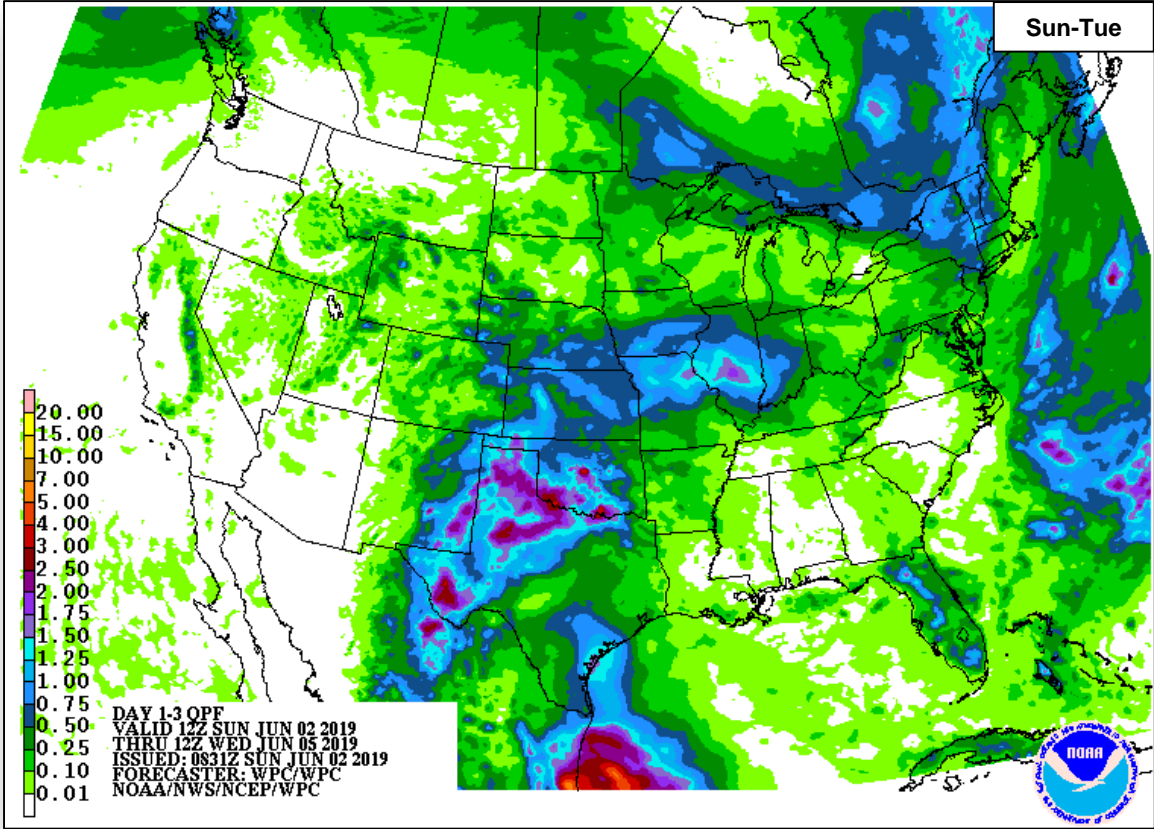 Sun-Tue
20.00
15.00
10.00
7.00
5.00
4.00
3.00
2.50
2.00
1.75
1.50
1.25
1.00
0.75
0.50
0.25
0.10
0.01
DAY 1-3 QPF
VALID 12Z SUN JUN 02 2019
THRU 12Z WED JUN 05 2019
ISSUED: 0831Z SUN JUN 02 2019
FORECASTER: WPC/WPC
NOAA/NWS/NCEP/WPC
NOAA